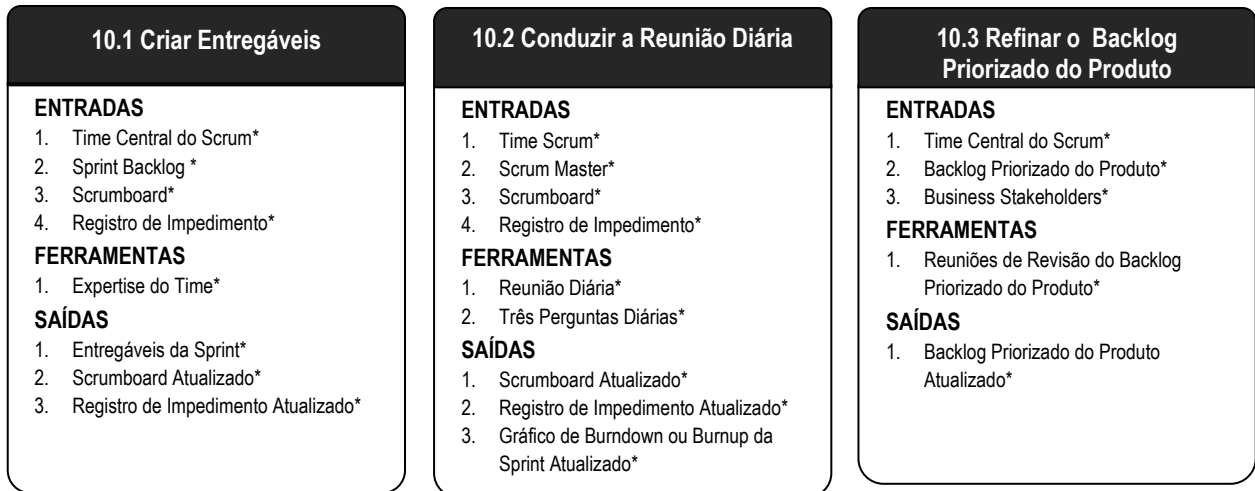 10.1 Criar Entregáveis
ENTRADAS
1. Time Central do Scrum*
2. Sprint Backlog *
3. Scrumboard*
4. Registro de Impedimento*
FERRAMENTAS
1. Expertise do Time*
SAÍDAS
1. Entregáveis da Sprint*
2. Scrumboard Atualizado*
3. Registro de Impedimento Atualizado*
10.2 Conduzir a Reunião Diária
ENTRADAS
1. Time Scrum*
2. Scrum Master*
3. Scrumboard*
4. Registro de Impedimento*
FERRAMENTAS
1. Reunião Diária*
2. Três Perguntas Diárias*
SAÍDAS
1. Scrumboard Atualizado*
2. Registro de Impedimento Atualizado*
3. Gráfico de Burndown ou Burnup da
Sprint Atualizado*
10.3 Refinar o Backlog
Priorizado do Produto
ENTRADAS
1. Time Central do Scrum*
2. Backlog Priorizado do Produto*
3. Business Stakeholders*
FERRAMENTAS
1. Reuniões de Revisão do Backlog
Priorizado do Produto*
SAÍDAS
1. Backlog Priorizado do Produto
Atualizado*